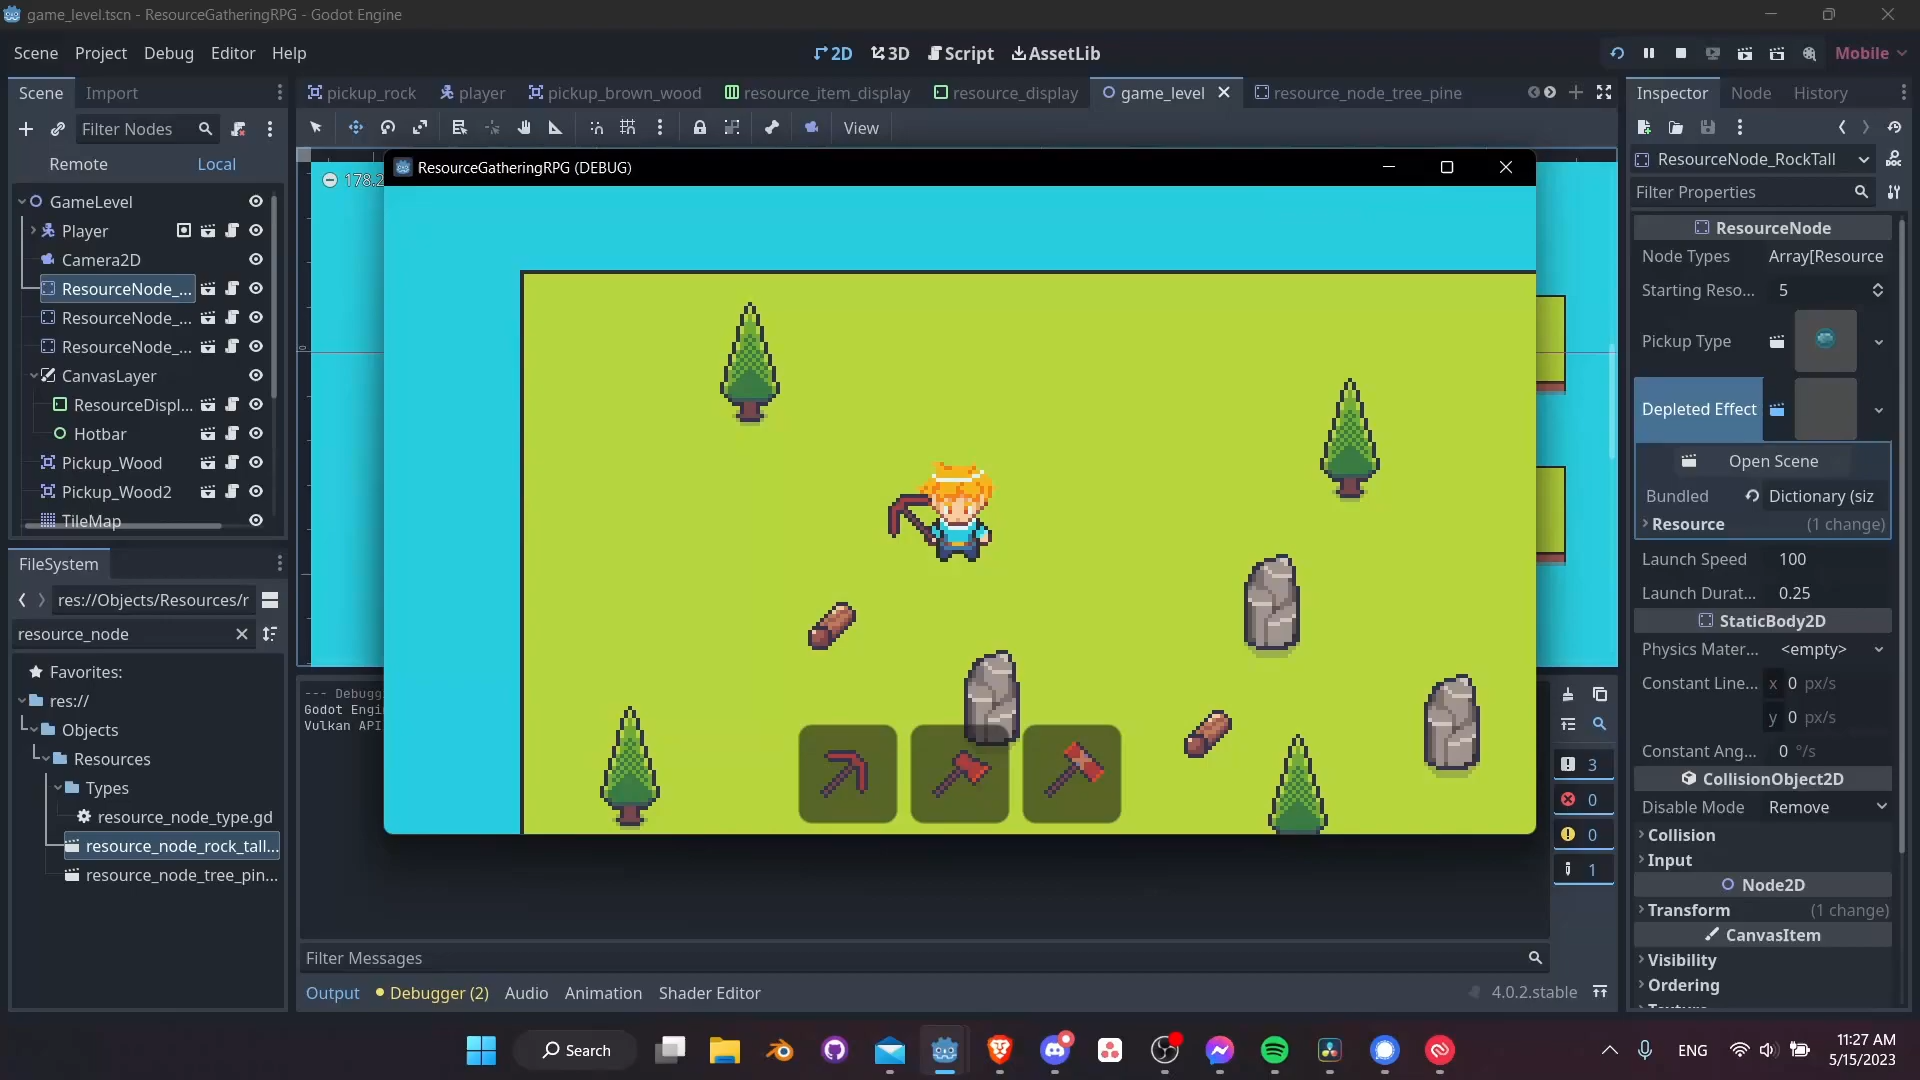 game_level.tscn - ResourceGatheringRPG - Godot Engine
Scene Project Debug Editor Help
2D 3D Script AssetLib
Mobile
Scene Import
pickup_rock player pickup_brown_wood resource_item_display resource_display game_level resource_node_tree_pine
Inspector Node History
Filter Nodes
View
Remote Local
ResourceNode_RockTall
178.2
ResourceGatheringRPG (DEBUG)
Filter Properties
GameLevel
Player
Camera2D
ResourceNode_...
ResourceNode_...
ResourceNode_...
CanvasLayer
ResourceDispl...
Hotbar
Pickup_Wood
Pickup_Wood2
TileMap
ResourceNode
Node Types Array[Resource
Starting Reso... 5
Pickup Type
Depleted Effect
Open Scene
Bundled Dictionary (siz
Resource (1 change)
Launch Speed 100
Launch Durat... 0.25
StaticBody2D
Physics Mater... <empty>
Constant Line... x 0 px/s
y 0 px/s
Constant Ang... 0 °/s
CollisionObject2D
Disable Mode Remove
Collision
Input
Node2D
Transform (1 change)
CanvasItem
Visibility
Ordering
FileSystem
res://Objects/Resources/r
resource_node
Favorites:
res://
Objects
Resources
Types
resource_node_type.gd
resource_node_rock_tall...
resource_node_tree_pin...
--- Debugg
Godot Engi
Vulkan API
3
0
0
1
Filter Messages
Output Debugger (2) Audio Animation Shader Editor
4.0.2.stable
Search
ENG
11:27 AM
5/15/2023